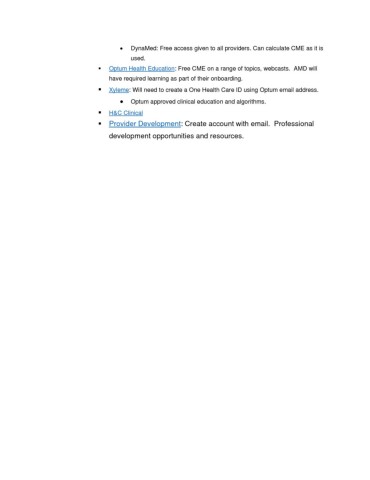 • DynaMed: Free access given to all providers. Can calculate CME as it is
used.
▪ Optum Health Education: Free CME on a range of topics, webcasts. AMD will
have required learning as part of their onboarding.
▪ Xyleme: Will need to create a One Health Care ID using Optum email address.
• Optum approved clinical education and algorithms.
▪ H&C Clinical
▪ Provider Development: Create account with email. Professional
development opportunities and resources.